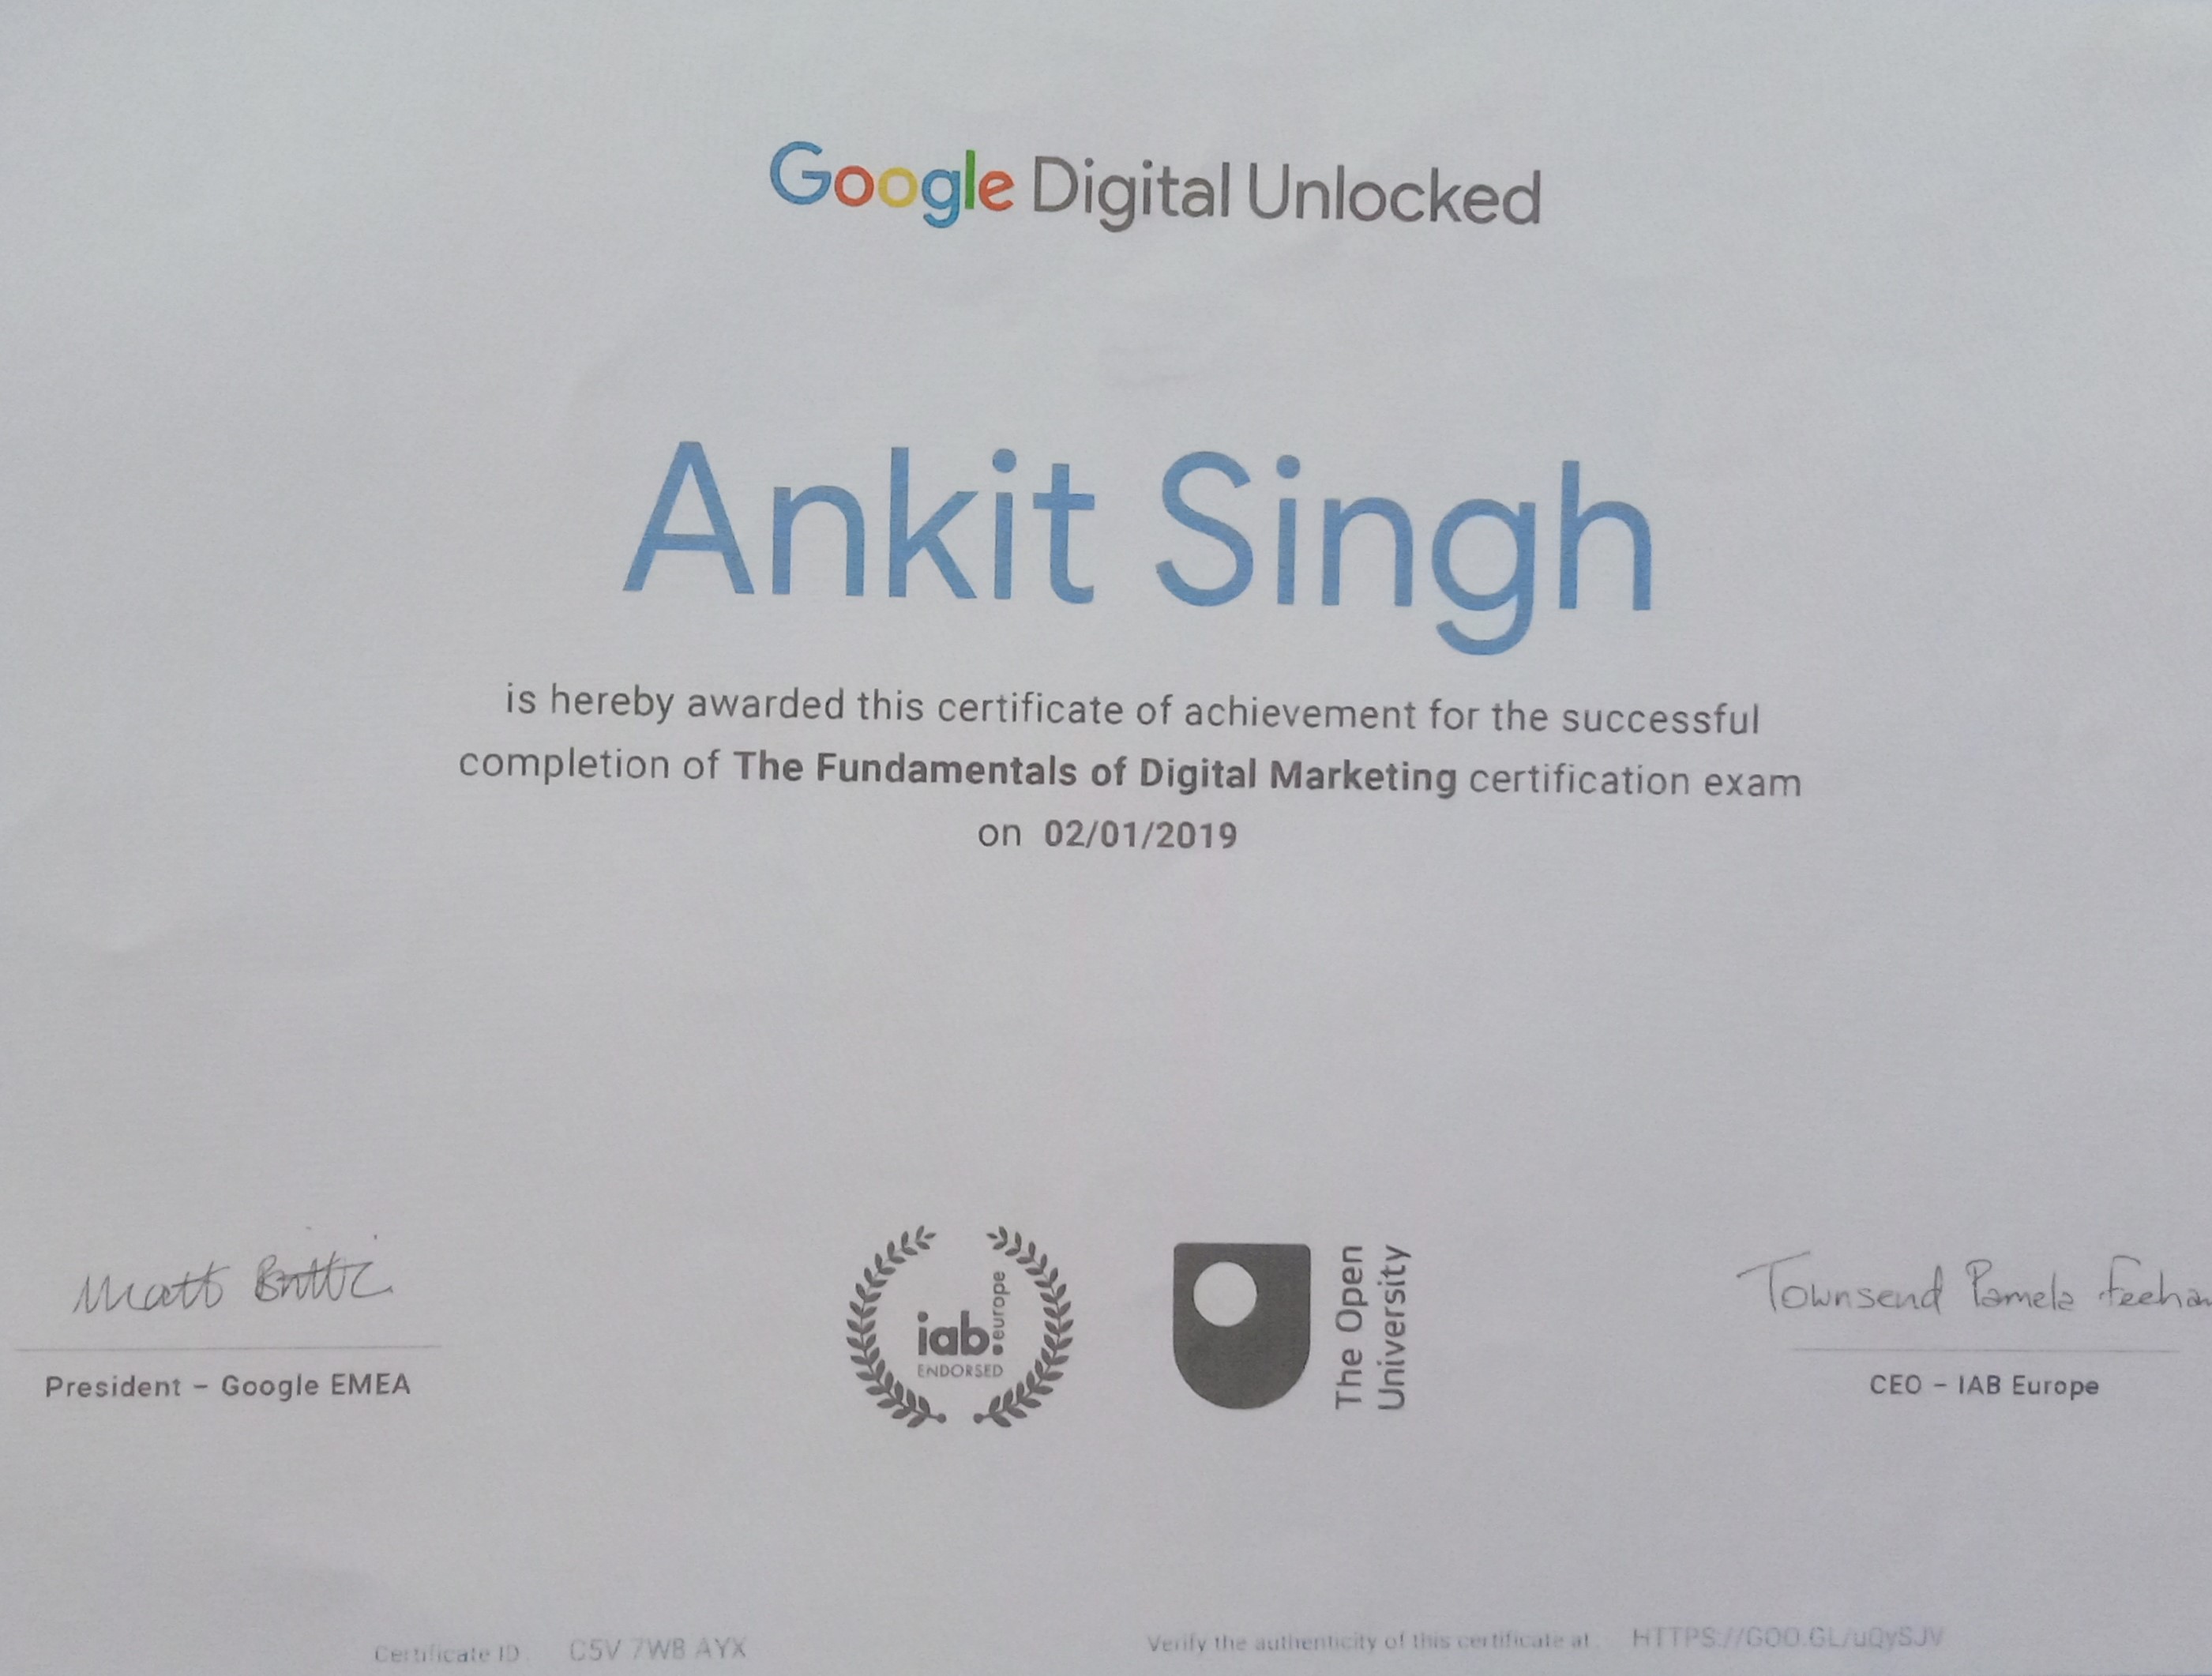 Google Digital Unlocked
Ankit Singh
is hereby awarded this certificate of achievement for the successful
completion of The Fundamentals of Digital Marketing certification exam
on 02/01/2019
Matt Brittin
President – Google EMEA
iab. europe
ENDORSED
The Open
University
Townsend Pamela Feehan
CEO – IAB Europe
Certificate ID C5V 7WB AYX
Verify the authenticity of this certificate at HTTPS://GOO.GL/uQySJV